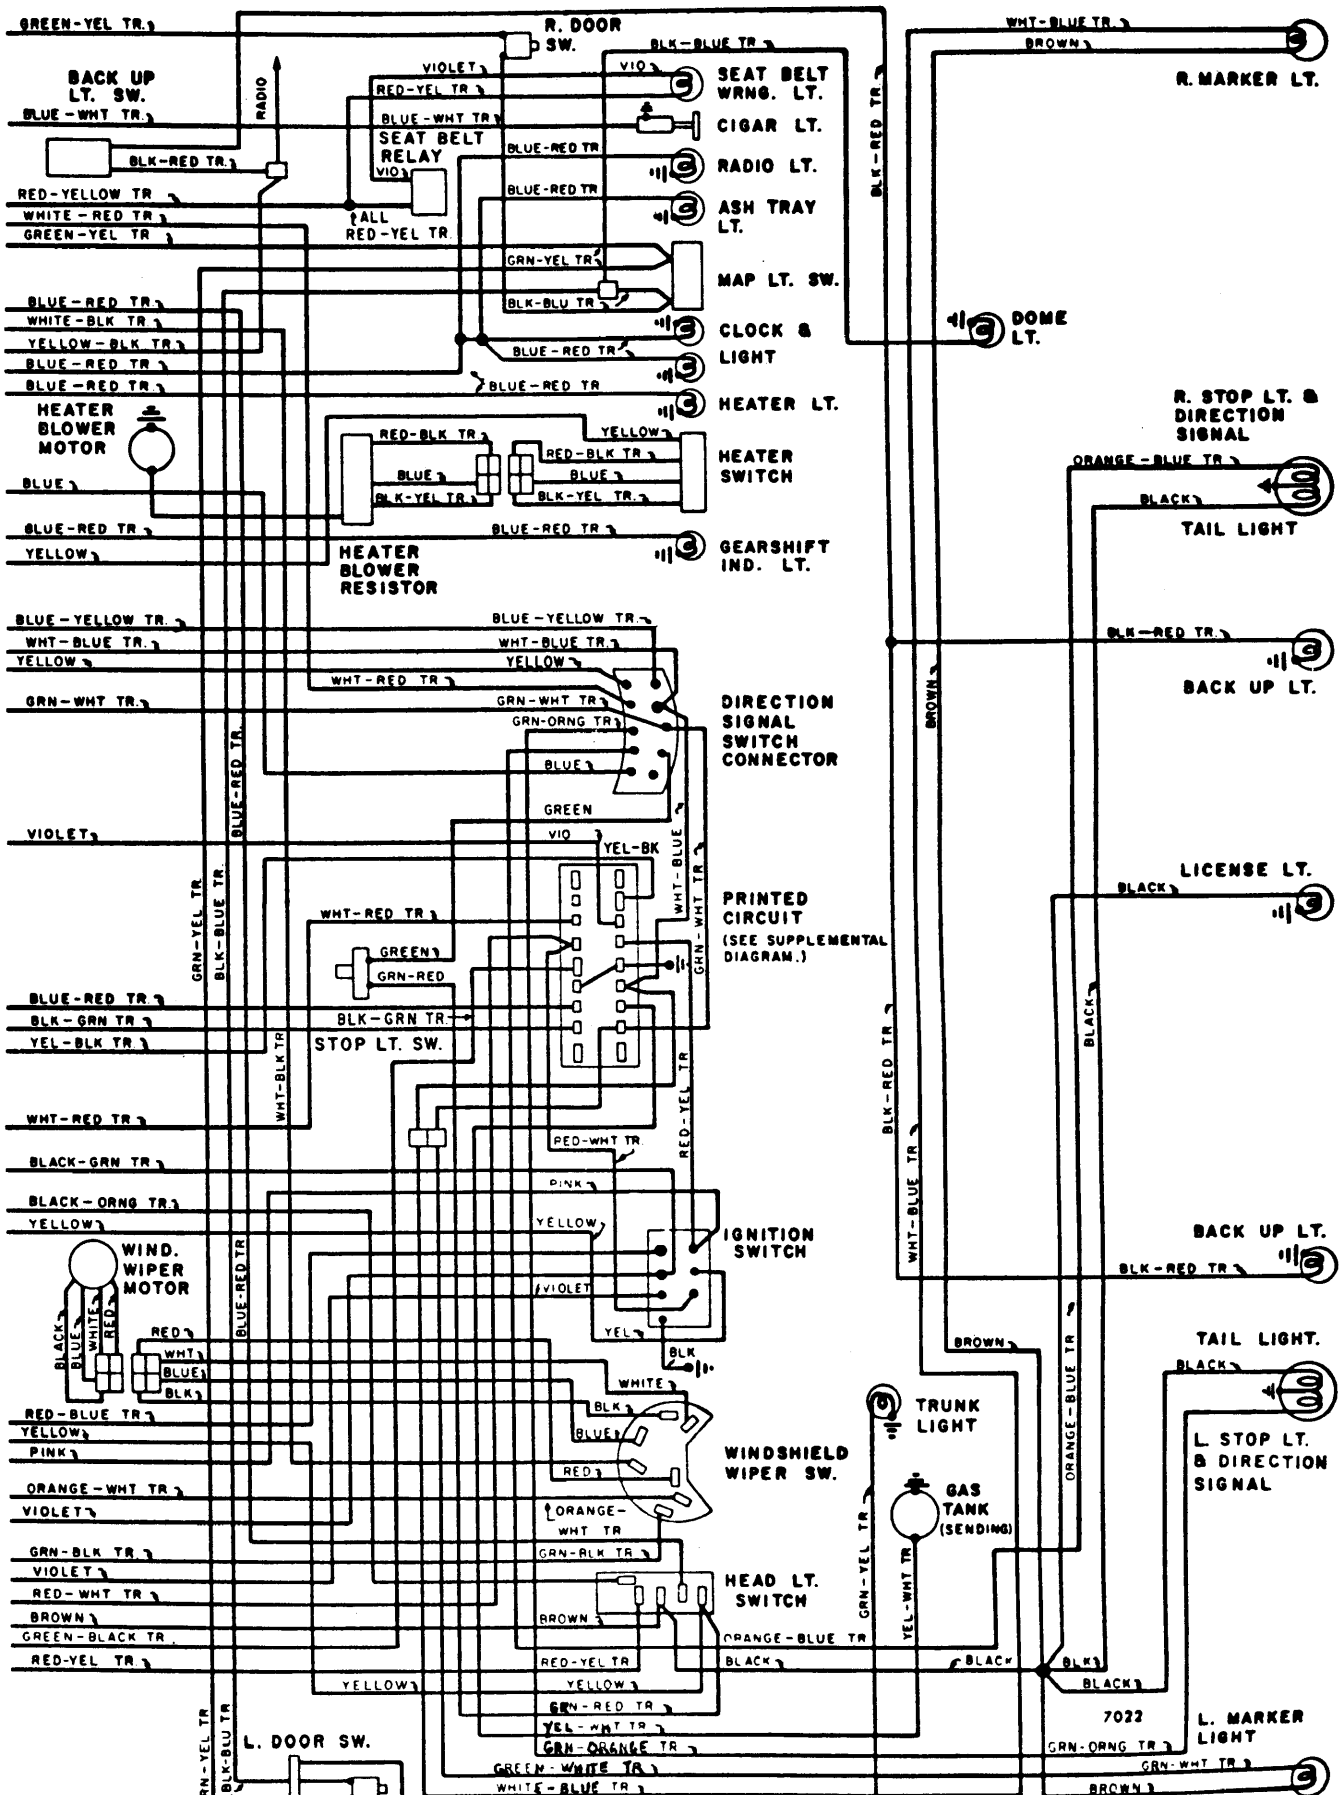 GREEN-YEL TR.
R. DOOR
SW.
WHT-BLUE TR.
BLK-BLUE TR
BROWN
BACK UP
LT. SW.
RADIO
VIOLET
VIO
SEAT BELT
WRNG. LT.
R. MARKER LT.
RED-YEL TR
BLUE-WHT TR.
BLUE-WHT TR
CIGAR LT.
SEAT BELT
RELAY
BLK-RED TR.
BLUE-RED TR
RADIO LT.
BLK-RED TR.
VIO
RED-YELLOW TR
BLUE-RED TR
ASH TRAY
LT.
WHITE-RED TR
ALL
RED-YEL TR.
GREEN-YEL TR
GRN-YEL TR
MAP LT. SW.
BLUE-RED TR.
BLK-BLU TR
WHITE-BLK TR.
CLOCK &
LIGHT
DOME
LT.
YELLOW-BLK TR
BLUE-RED TR
BLUE-RED TR
BLUE-RED TR
BLUE-RED TR
HEATER LT.
HEATER
BLOWER
MOTOR
R. STOP LT. &
DIRECTION
SIGNAL
RED-BLK TR.
YELLOW
RED-BLK TR
HEATER
SWITCH
ORANGE-BLUE TR
BLUE
BLUE
BLUE
BLK-YEL TR
BLK-YEL TR
BLACK
TAIL LIGHT
BLUE-RED TR
BLUE-RED TR
YELLOW
HEATER
BLOWER
RESISTOR
GEARSHIFT
IND. LT.
BLUE-YELLOW TR.
BLUE-YELLOW TR.
WHT-BLUE TR.
WHT-BLUE TR.
BLK-RED TR.
YELLOW
YELLOW
WHT-RED TR
BACK UP LT.
GRN-WHT TR.
GRN-WHT TR
DIRECTION
SIGNAL
SWITCH
CONNECTOR
GRN-ORNG TR
BROWN
BLUE-RED TR.
BLUE
GREEN
VIOLET
VIO
YEL-BK
WHT-BLUE
GRN-WHT TR
LICENSE LT.
GRN-YEL TR
BLK-BLUE TR
BLACK
PRINTED
CIRCUIT
(SEE SUPPLEMENTAL
DIAGRAM.)
WHT-RED TR
GREEN
GRN-RED
BLUE-RED TR.
BLK-GRN TR
BLK-GRN TR.
STOP LT. SW.
YEL-BLK TR.
BLACK
BLK-RED TR
WHT-BLK TR
RED-YEL TR
WHT-RED TR
RED-WHT TR.
BLACK-GRN TR
WHT-BLUE TR
PINK
BLACK-ORNG TR.
YELLOW
YELLOW
IGNITION
SWITCH
BACK UP LT.
WIND.
WIPER
MOTOR
BLUE-RED TR
BLK-RED TR
VIOLET
BLACK
BLUE
WHITE
RED
RED
YEL
BROWN
TAIL LIGHT.
WHT
BLK
BLACK
BLUE
WHITE
BLK
ORANGE-BLUE TR
RED-BLUE TR
BLK
TRUNK
LIGHT
YELLOW
BLUE
L. STOP LT.
& DIRECTION
SIGNAL
PINK
RED
WINDSHIELD
WIPER SW.
ORANGE-WHT TR
GAS
TANK
(SENDING)
VIOLET
ORANGE-
WHT TR
GRN-YEL TR
YEL-WHT TR
GRN-BLK TR.
GRN-BLK TR
VIOLET
HEAD LT.
SWITCH
RED-WHT TR
BROWN
BROWN
GREEN-BLACK TR.
ORANGE-BLUE TR
RED-YEL TR.
RED-YEL TR
BLACK
BLACK
BLK
YELLOW
YELLOW
BLACK
GRN-RED TR
7022
L. MARKER
LIGHT
YEL-WHT TR
RN-YEL TR
BLK-BLU TR
L. DOOR SW.
GRN-ORANGE TR
GRN-ORNG TR
GREEN-WHITE TR
GRN-WHT TR
WHITE-BLUE TR
BROWN